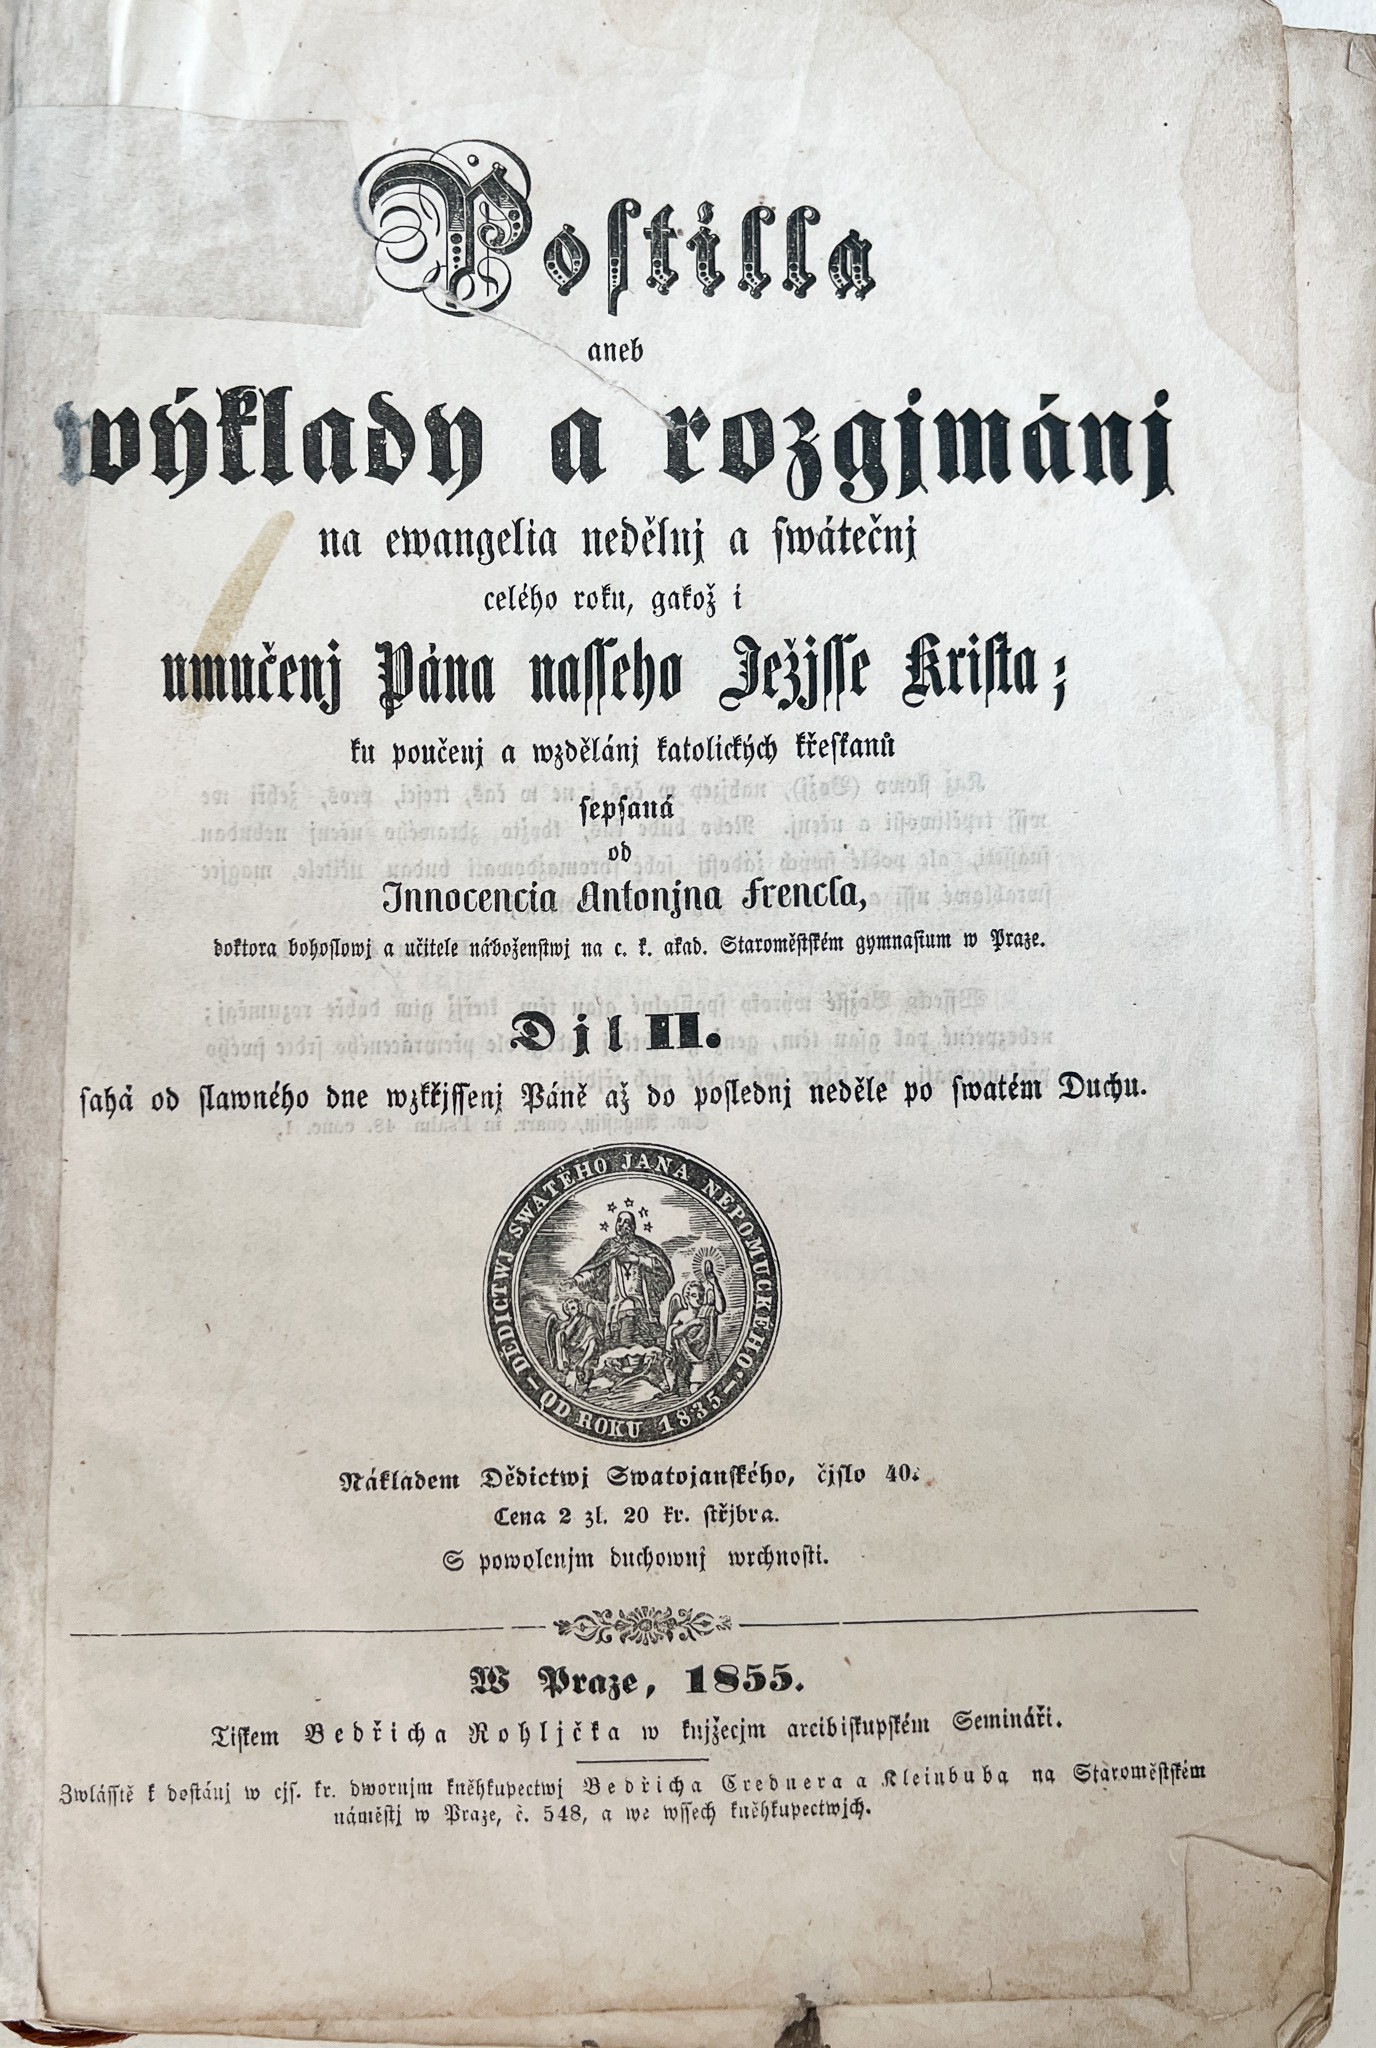 Postilla
aneb
wýklady a rozgjmánj
na ewangelia nedělnj a swátečnj
celého roku, gakož i
umučenj Pána nasseho Ježjsse Krista;
ku poučenj a wzdělánj katolických křeskanů
sepsaná
od
Innocencia Antonjna Frencla,
doktora bohoslowj a učitele náboženstwj na c. k. akad. Staroměstském gymnasium w Praze.
Djl II.
sahá od slawného dne wzkřjssenj Páně až do poslednj neděle po swatém Duchu.
DĚDICTWJ SWATÉHO JANA NEPOMUCKÉHO.
— OD ROKU 1835 —
Nákladem Dědictwj Swatojanského, čjslo 40.
Cena 2 zl. 20 kr. střjbra.
S powolenjm duchownj wrchnosti.
W Praze, 1855.
Tiskem Bedřicha Rohljčka w knjžecjm arcibiskupském Semináři.
Zwlásstě k dostánj w cjs. kr. dwornjm kněhkupectwj Bedřicha Crednera a Kleinbuba na Staroměstském
náměstj w Praze, č. 548, a we wssech kněhkupectwjch.